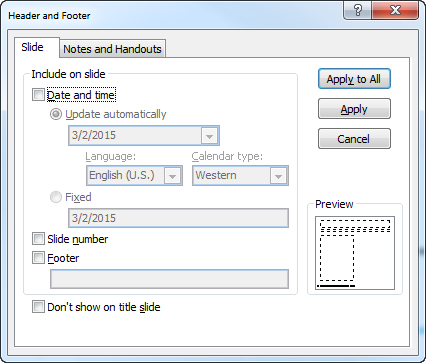 Header and Footer
?
Slide
Notes and Handouts
Include on slide
Date and time
Update automatically
3/2/2015
Language:
Calendar type:
English (U.S.)
Western
Fixed
3/2/2015
Slide number
Footer
Don't show on title slide
Apply to All
Apply
Cancel
Preview